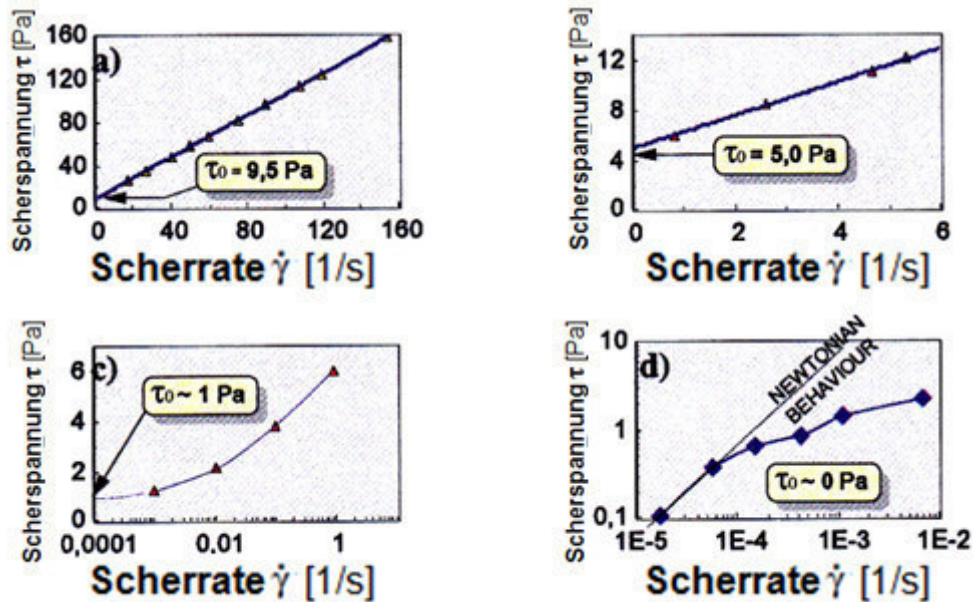 Scherspannung τ [Pa]
160
120
80
40
0
a)
τ₀ = 9,5 Pa
0 40 80 120 160
Scherrate γ̇ [1/s]
Scherspannung τ [Pa]
12
8
4
0
τ₀ = 5,0 Pa
0 2 4 6
Scherrate γ̇ [1/s]
Scherspannung τ [Pa]
6
4
2
0
c)
τ₀ ~ 1 Pa
0,0001 0.01 1
Scherrate γ̇ [1/s]
Scherspannung τ [Pa]
10
1
0,1
d)
NEWTONIAN
BEHAVIOUR
τ₀ ~ 0 Pa
1E-5 1E-4 1E-3 1E-2
Scherrate γ̇ [1/s]